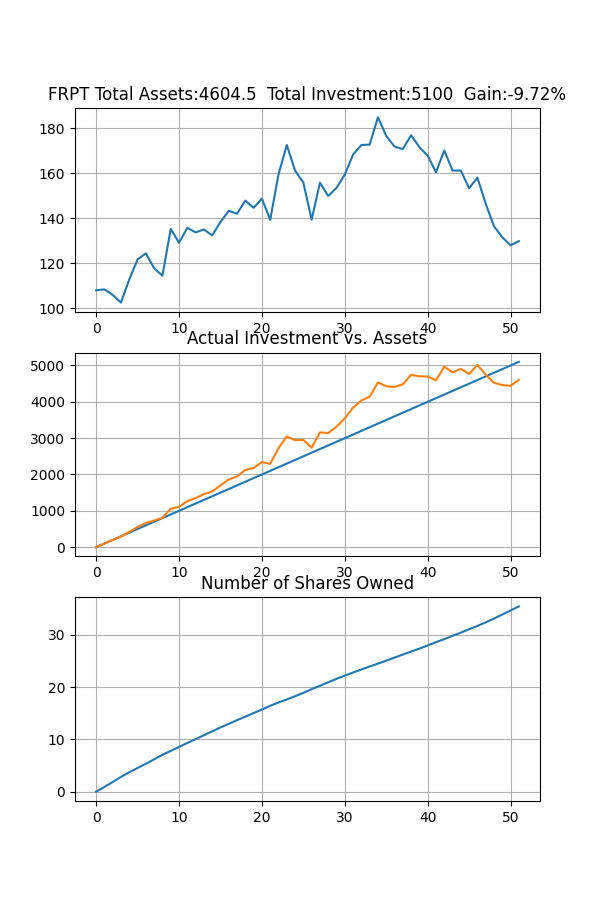 FRPT Total Assets:4604.5  Total Investment:5100  Gain:-9.72%
180
160
140
120
100
0 10 20 30 40 50
Actual Investment vs. Assets
5000
4000
3000
2000
1000
0
0 10 20 30 40 50
Number of Shares Owned
30
20
10
0
0 10 20 30 40 50